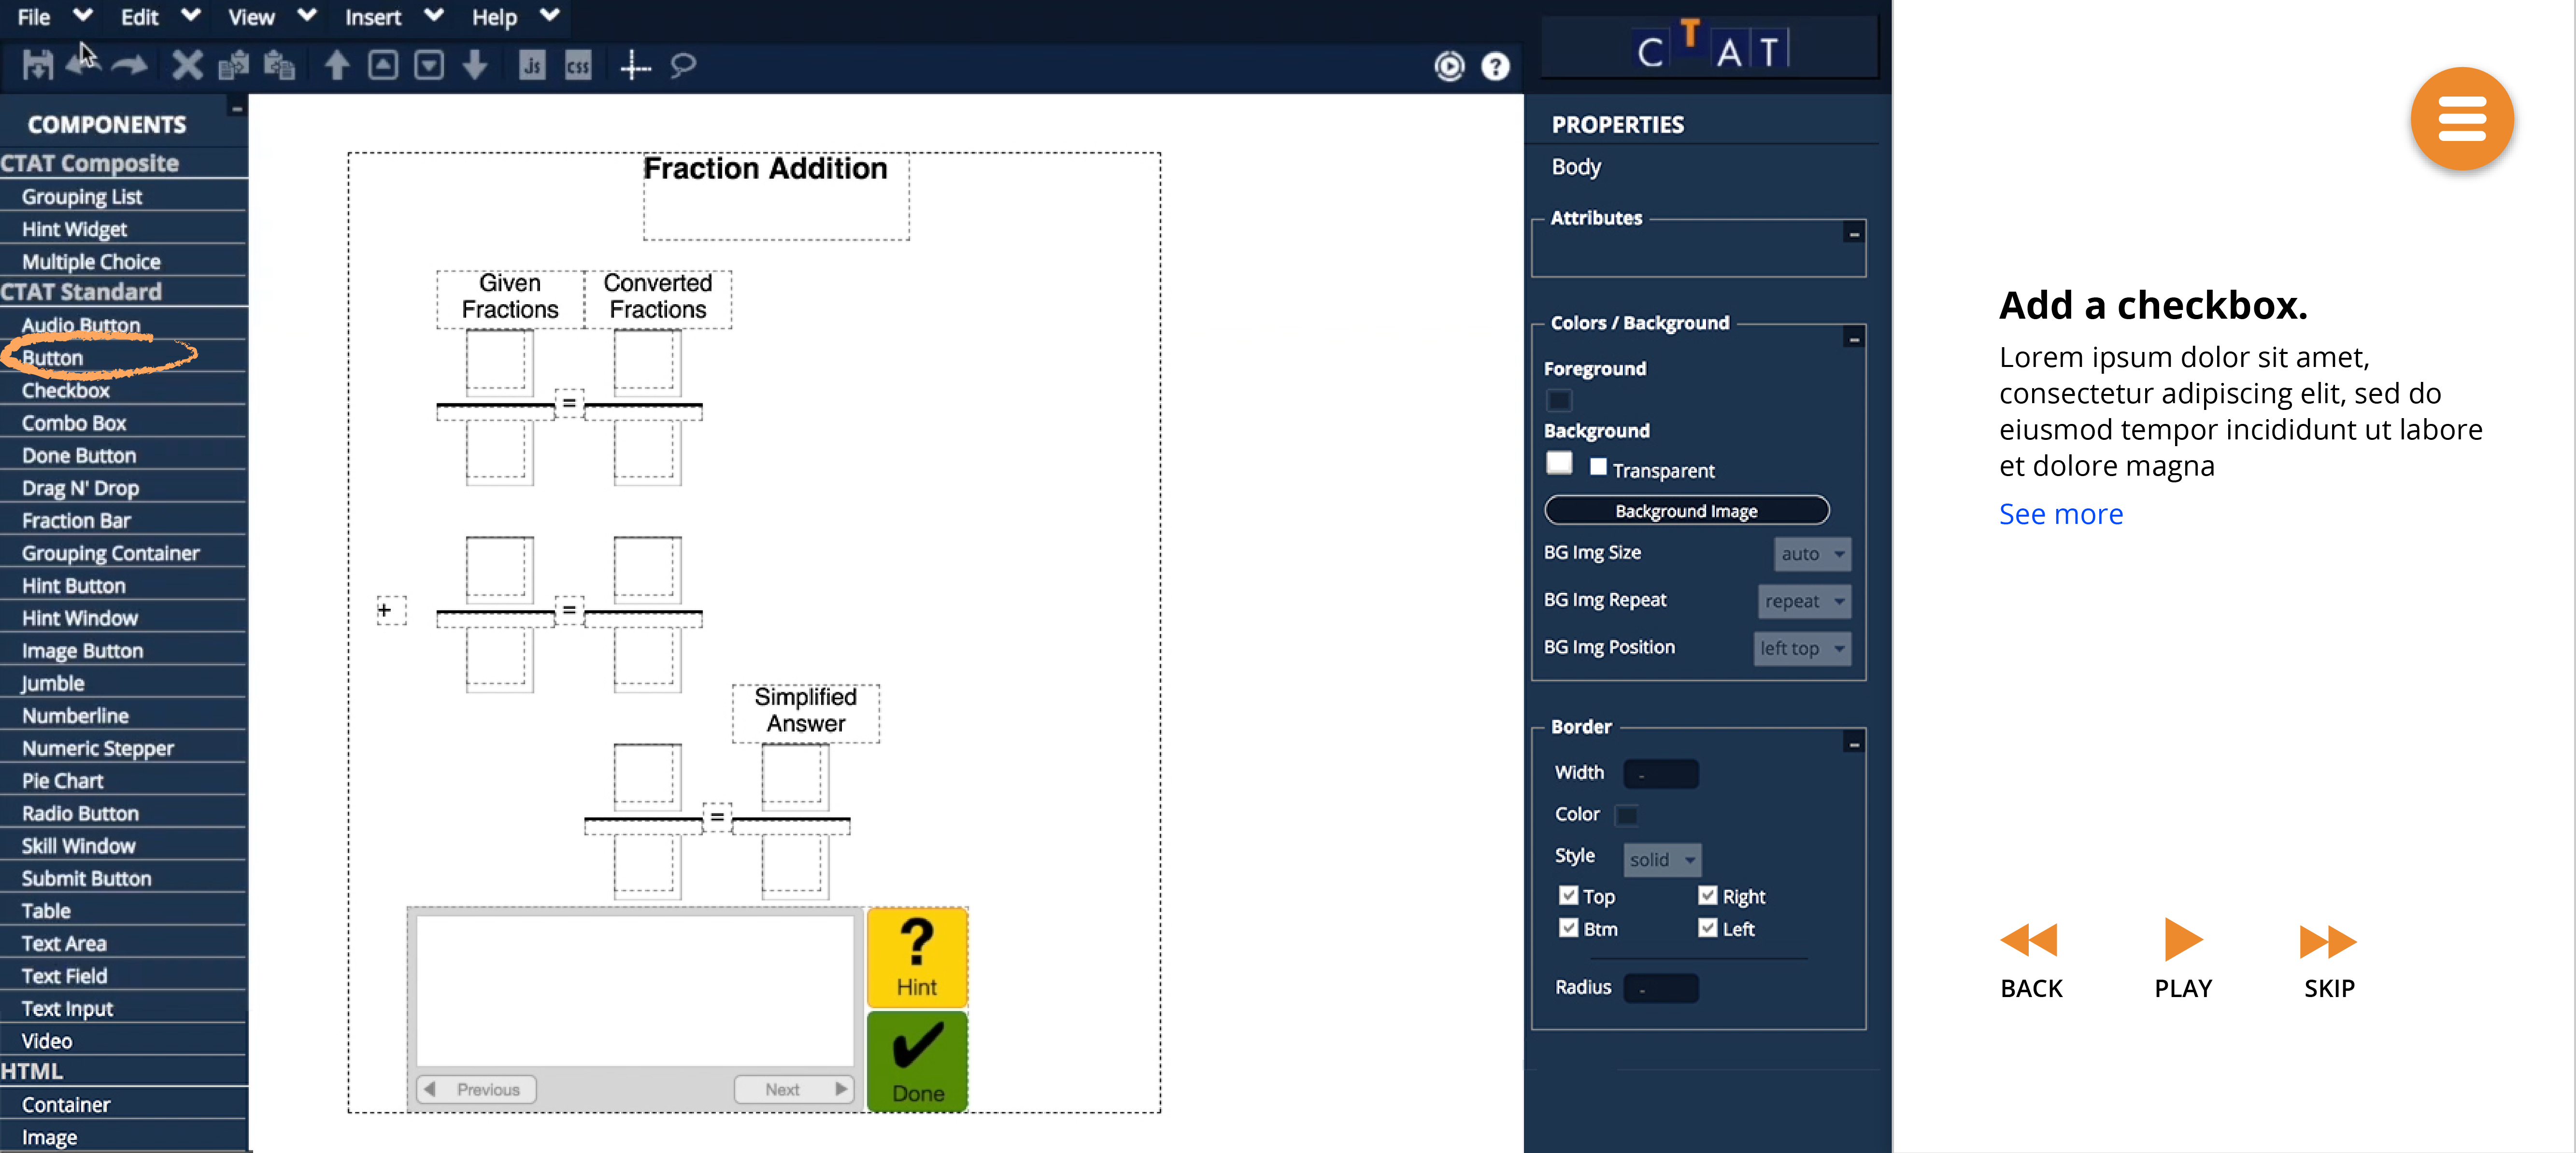 File Edit View Insert Help
Js css ?
C T A T
COMPONENTS
CTAT Composite
Grouping List
Hint Widget
Multiple Choice
CTAT Standard
Audio Button
Button
Checkbox
Combo Box
Done Button
Drag N' Drop
Fraction Bar
Grouping Container
Hint Button
Hint Window
Image Button
Jumble
Numberline
Numeric Stepper
Pie Chart
Radio Button
Skill Window
Submit Button
Table
Text Area
Text Field
Text Input
Video
HTML
Container
Image
Fraction Addition
Given
Fractions
Converted
Fractions
=
+
=
Simplified
Answer
=
?
Hint
Done
Previous
Next
PROPERTIES
Body
Attributes
Colors / Background
Foreground
Background
Transparent
Background Image
BG Img Size auto
BG Img Repeat repeat
BG Img Position left top
Border
Width -
Color
Style solid
Top Right
Btm Left
Radius -
Add a checkbox.
Lorem ipsum dolor sit amet,
consectetur adipiscing elit, sed do
eiusmod tempor incididunt ut labore
et dolore magna
See more
BACK PLAY SKIP